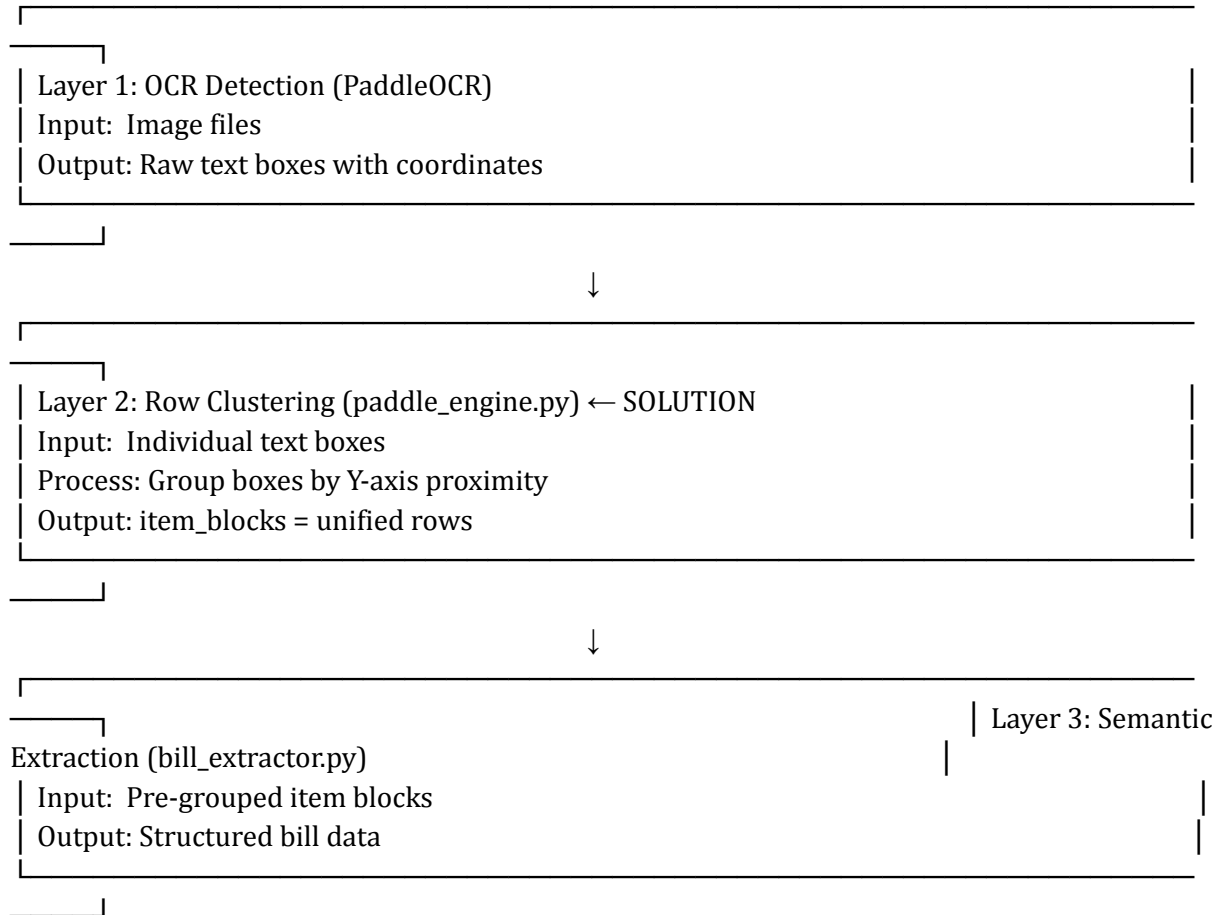 Layer 1: OCR Detection (PaddleOCR)
Input: Image files
Output: Raw text boxes with coordinates
↓
Layer 2: Row Clustering (paddle_engine.py) ← SOLUTION
Input: Individual text boxes
Process: Group boxes by Y-axis proximity
Output: item_blocks = unified rows
↓
Layer 3: Semantic
Extraction (bill_extractor.py)
Input: Pre-grouped item blocks
Output: Structured bill data